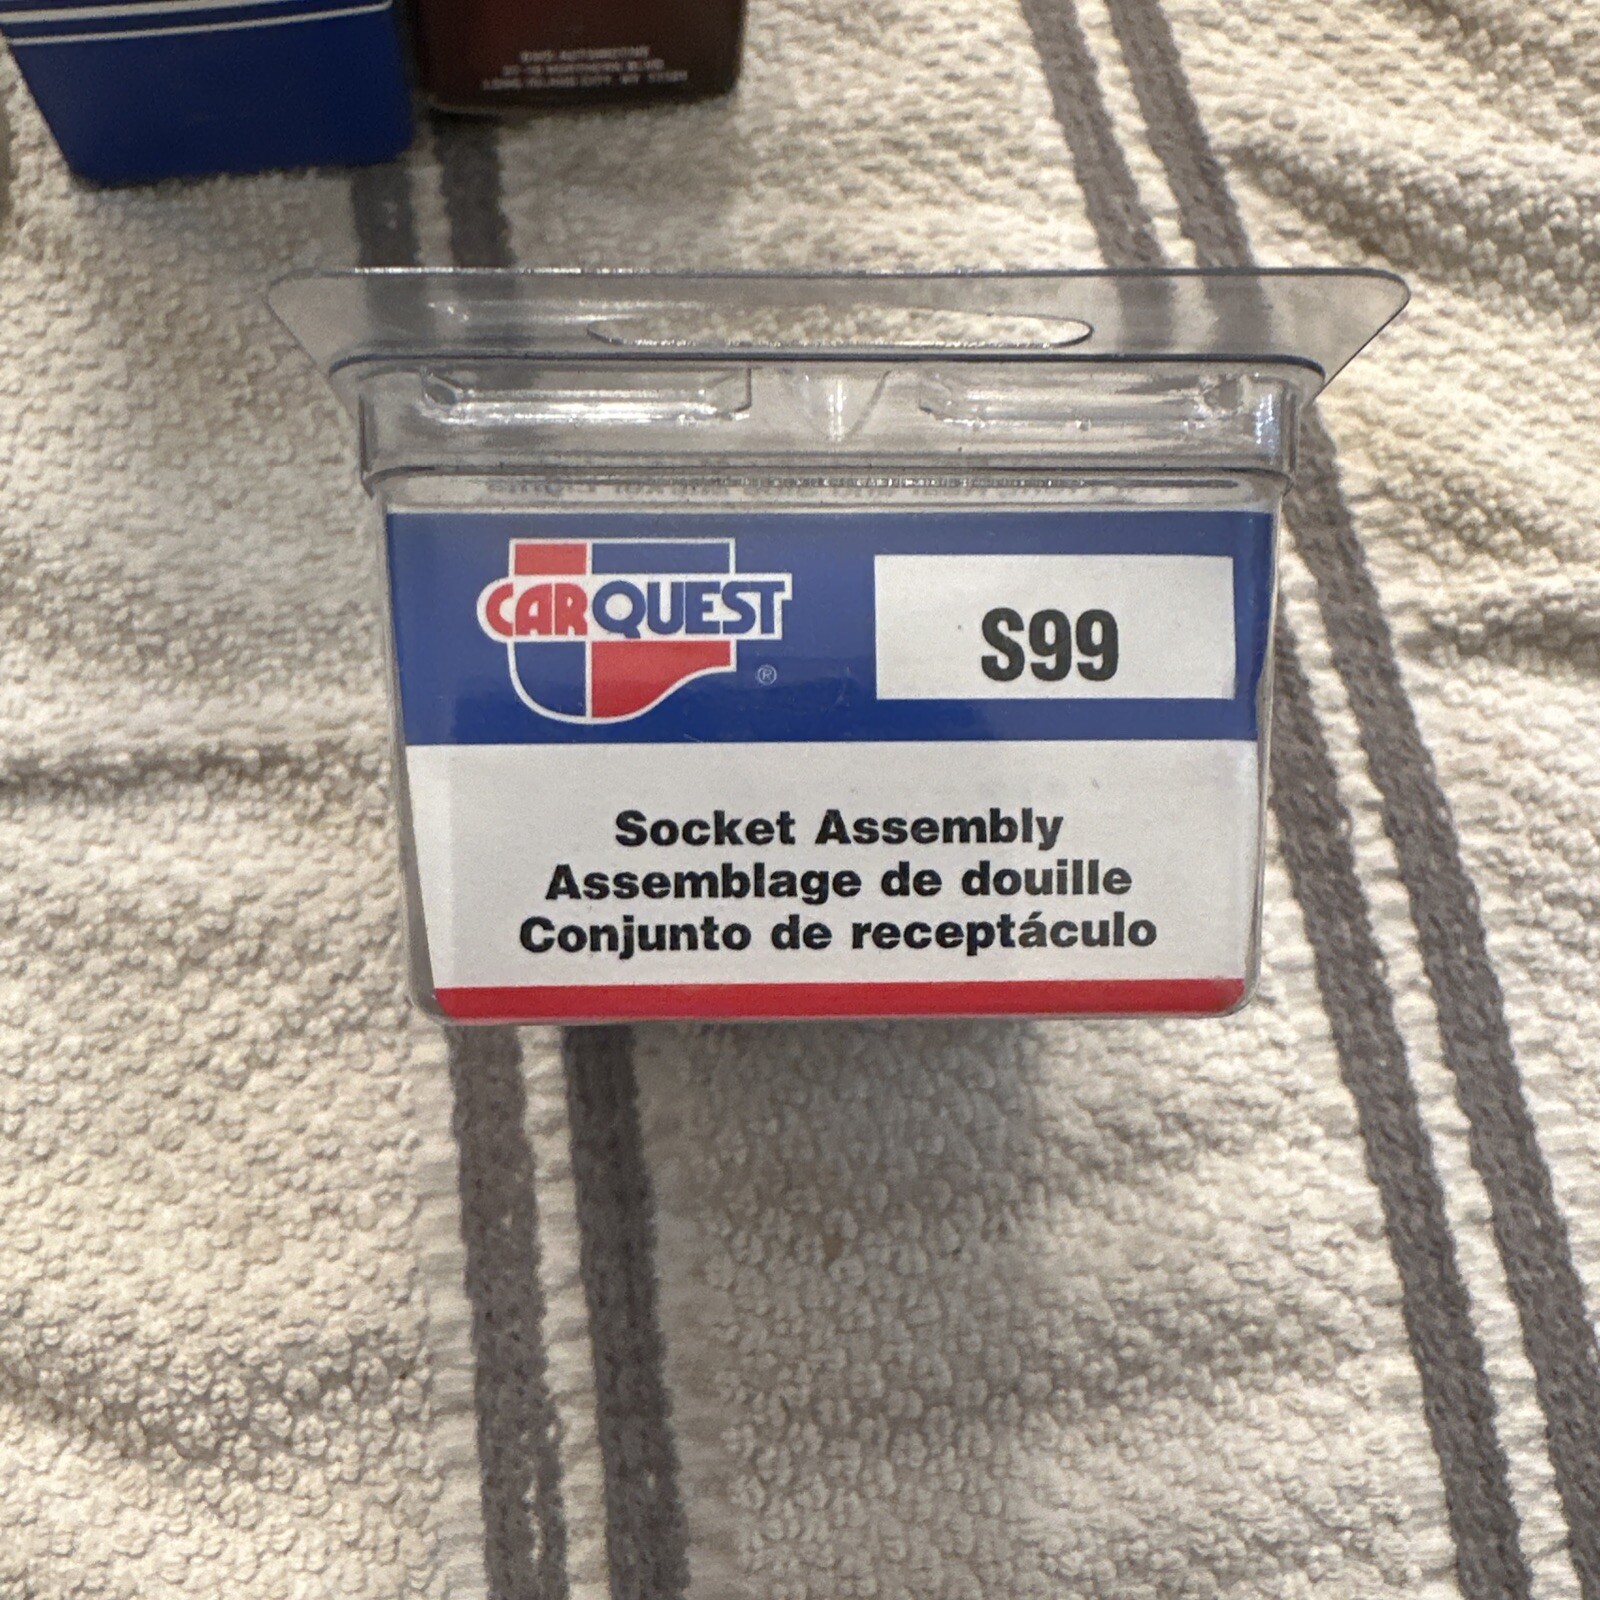 CARQUEST
®
S99
Socket Assembly
Assemblage de douille
Conjunto de receptáculo